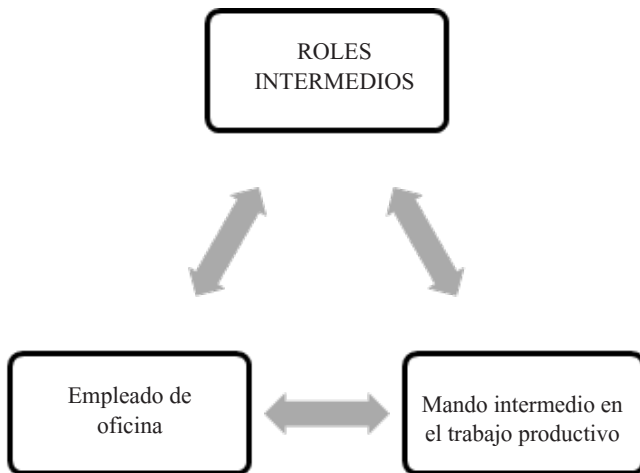 ROLES
INTERMEDIOS
Empleado de
oficina
Mando intermedio en
el trabajo productivo